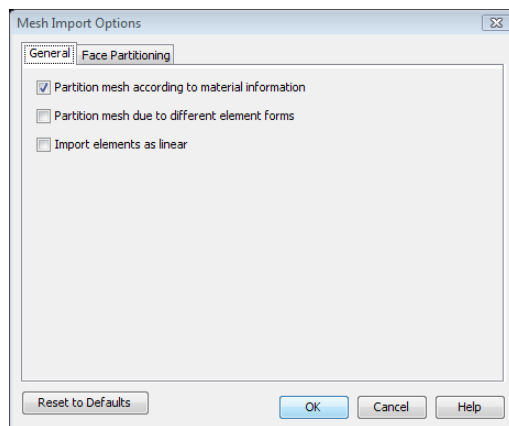 Mesh Import Options
General Face Partitioning
Partition mesh according to material information
Partition mesh due to different element forms
Import elements as linear
Reset to Defaults OK Cancel Help